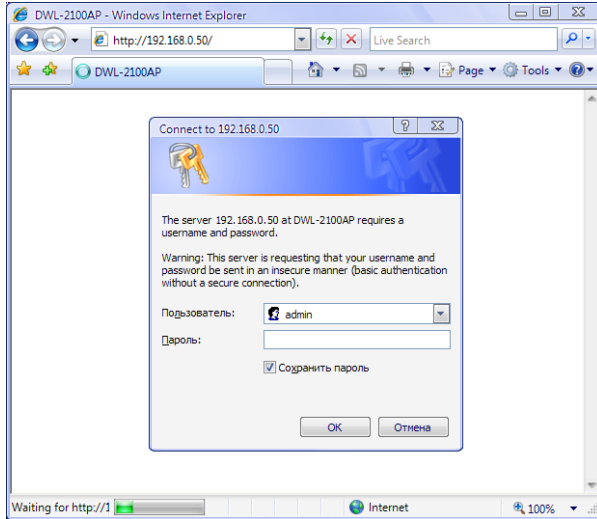 DWL-2100AP - Windows Internet Explorer
http://192.168.0.50/
Live Search
DWL-2100AP
Page
Tools
Connect to 192.168.0.50
The server 192.168.0.50 at DWL-2100AP requires a
username and password.
Warning: This server is requesting that your username and
password be sent in an insecure manner (basic authentication
without a secure connection).
Пользователь:
admin
Пароль:
Сохранить пароль
OK
Отмена
Waiting for http://1
Internet
100%